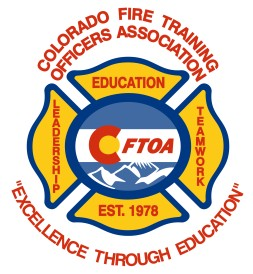 COLORADO FIRE TRAINING
OFFICERS ASSOCIATION
EDUCATION
LEADERSHIP
TEAMWORK
CFTOA
EST. 1978
"EXCELLENCE THROUGH EDUCATION"